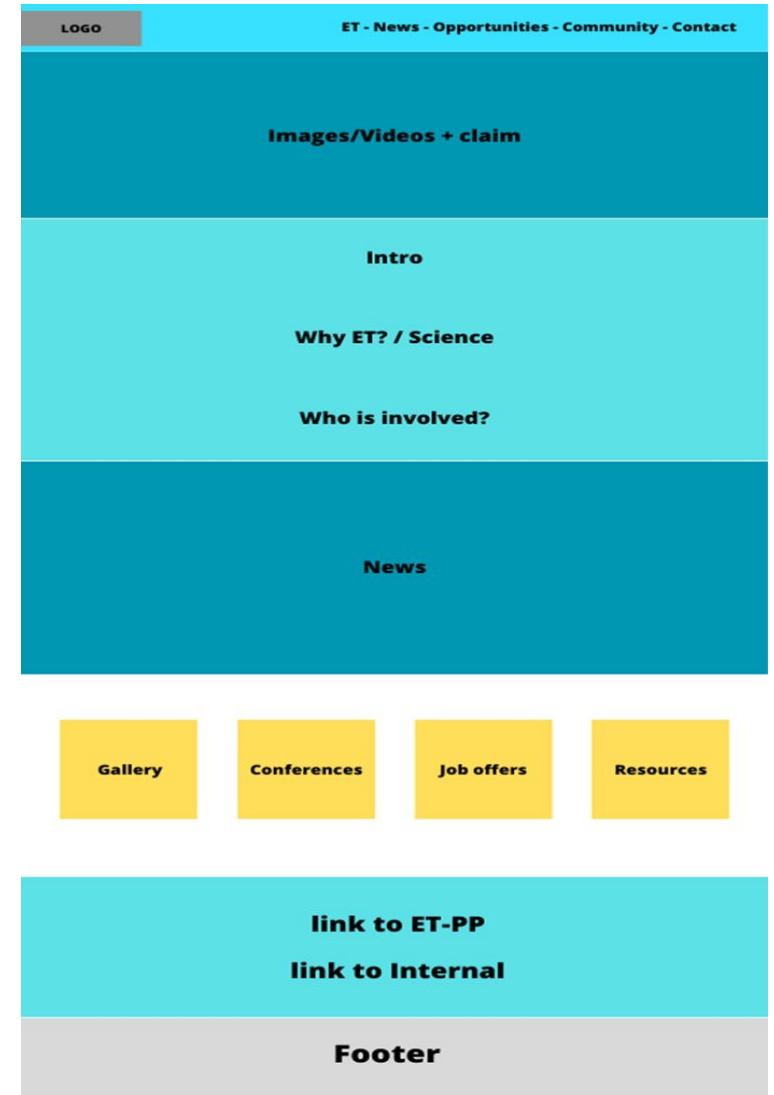 LOGO
ET - News - Opportunities - Community - Contact
Images/Videos + claim
Intro
Why ET? / Science
Who is involved?
News
Gallery
Conferences
Job offers
Resources
link to ET-PP
link to Internal
Footer